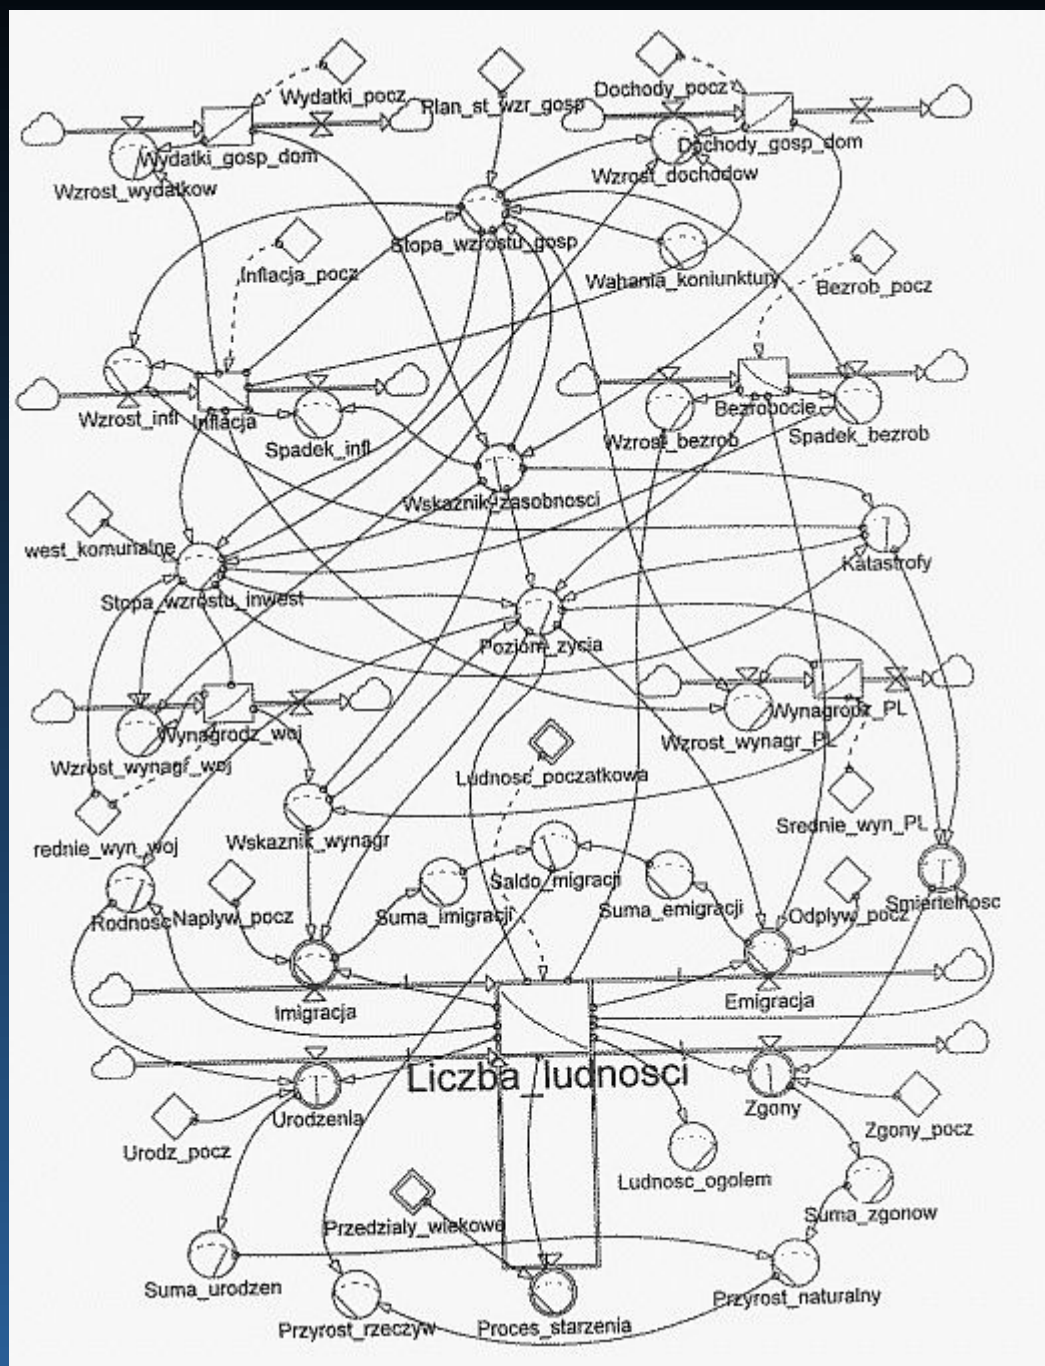 Wydatki_pocz
Plan_st_wzr_gosp
Dochody_pocz
Wydatki_gosp_dom
Dochody_gosp_dom
Wzrost_wydatkow
Wzrost_dochodow
Stopa_wzrostu_gosp
Inflacja_pocz
Wahania_koniunktury
Bezrob_pocz
Wzrost_infl
Inflacja
Spadek_infl
Bezrobocie
Wzrost_bezrob
Spadek_bezrob
Wskaznik_zasobnosci
west_komunalne
Katastrofy
Stopa_wzrostu_inwest
Poziom_zycia
Wynagrodz_woj
Wynagrodz_PL
Wzrost_wynagr_woj
Wzrost_wynagr_PL
Ludnosc_poczatkowa
rednie_wyn_woj
Wskaznik_wynagr
Srednie_wyn_PL
Saldo_migracji
Rodnosc
Naplyw_pocz
Suma_imigracji
Suma_emigracji
Odplyw_pocz
Smiertelnosc
Imigracja
Emigracja
Liczba_ludnosci
Urodzenia
Zgony
Urodz_pocz
Zgony_pocz
Ludnosc_ogolem
Przedzialy_wiekowe
Suma_zgonow
Suma_urodzen
Przyrost_naturalny
Przyrost_rzeczyw
Proces_starzenia